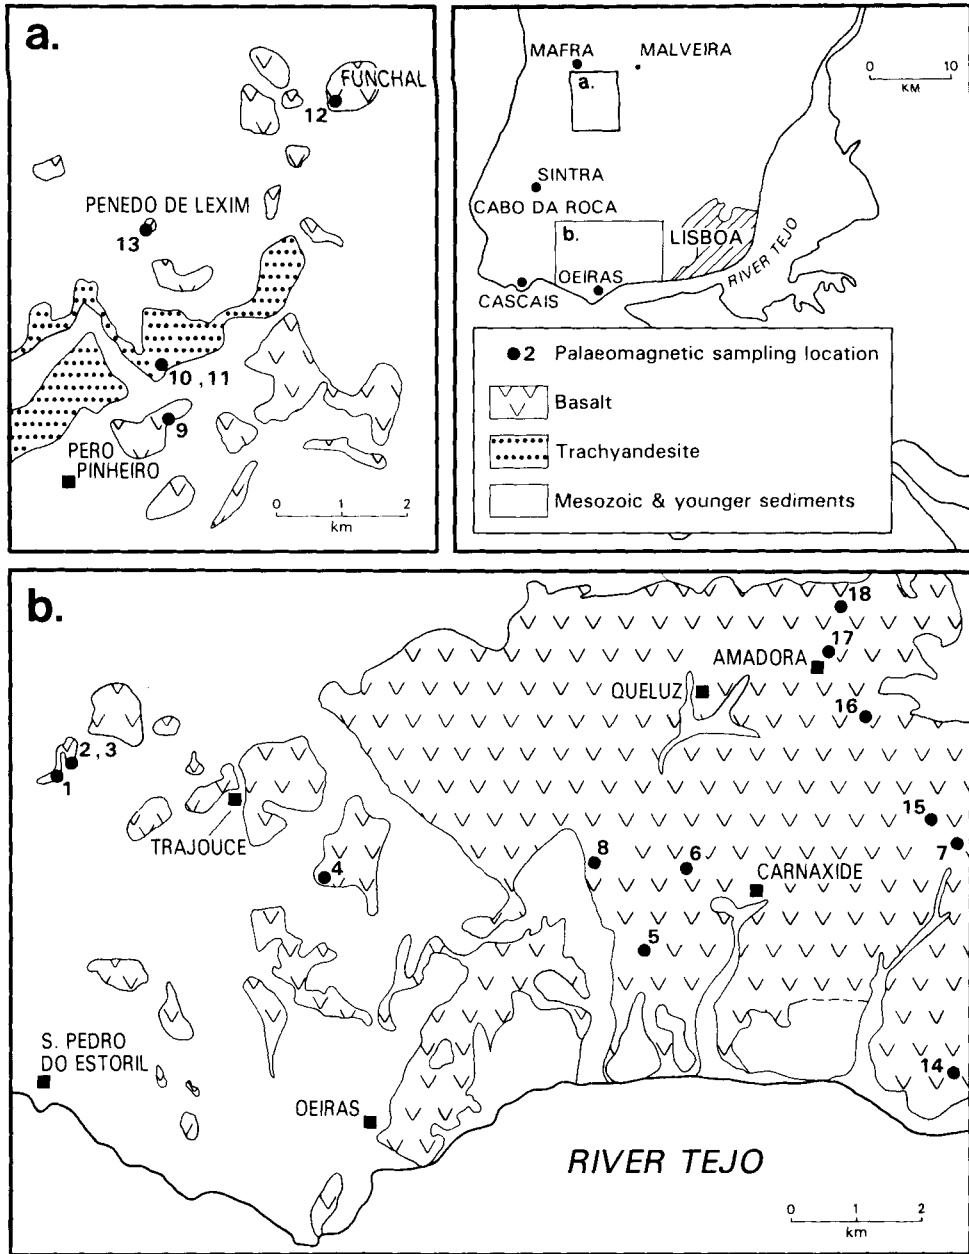 a.
FUNCHAL
12
PENEDO DE LEXIM
13
10 , 11
9
PERO
PINHEIRO
0 1 2
km
MAFRA
MALVEIRA
0 10
KM
a.
SINTRA
CABO DA ROCA
b.
LISBOA
OEIRAS
CASCAIS
RIVER TEJO
2 Palaeomagnetic sampling location
Basalt
Trachyandesite
Mesozoic & younger sediments
b.
18
17
AMADORA
QUELUZ
16
2 , 3
1
TRAJOUCE
4
15
7
8
6
CARNAXIDE
5
S. PEDRO
DO ESTORIL
14
OEIRAS
RIVER TEJO
0 1 2
km